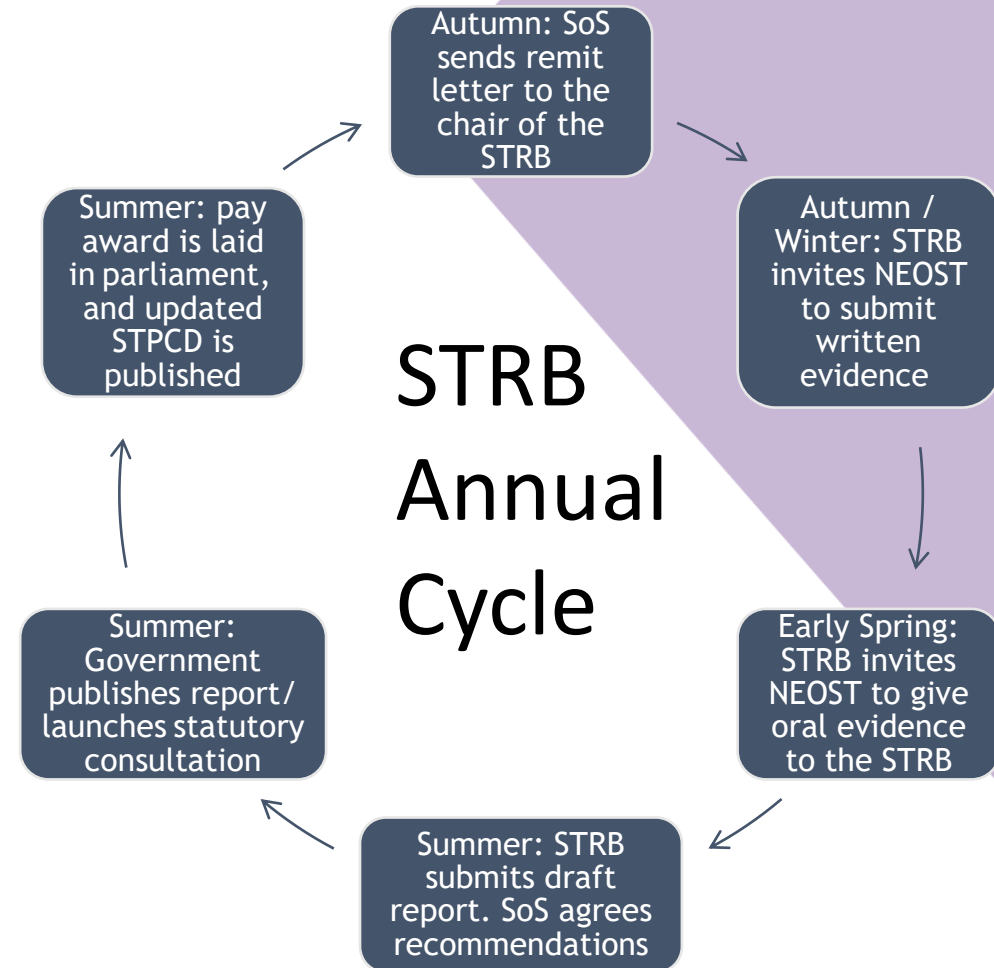 Autumn: SoS
sends remit
letter to the
chair of the
STRB
Autumn /
Winter: STRB
invites NEOST
to submit
written
evidence
Early Spring:
STRB invites
NEOST to give
oral evidence
to the STRB
Summer: STRB
submits draft
report. SoS agrees
recommendations
Summer:
Government
publishes report/
launches statutory
consultation
Summer: pay
award is laid
in parliament,
and updated
STPCD is
published
STRB
Annual
Cycle